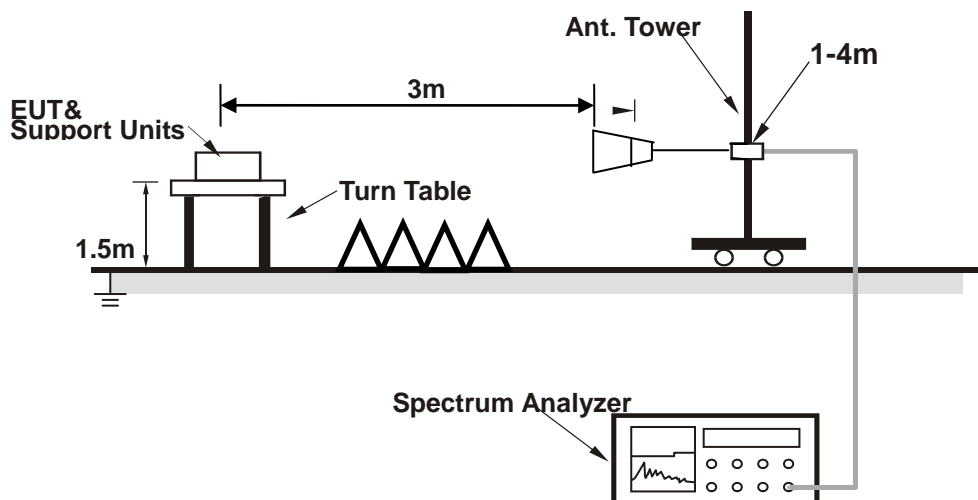 Ant. Tower
1-4m
3m
EUT&
Support Units
Turn Table
1.5m
Spectrum Analyzer